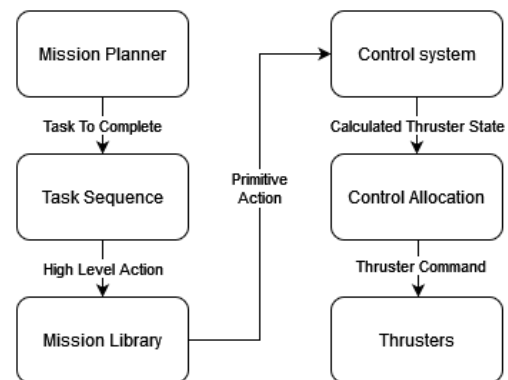 Mission Planner
Task To Complete
Task Sequence
High Level Action
Mission Library
Primitive
Action
Control system
Calculated Thruster State
Control Allocation
Thruster Command
Thrusters